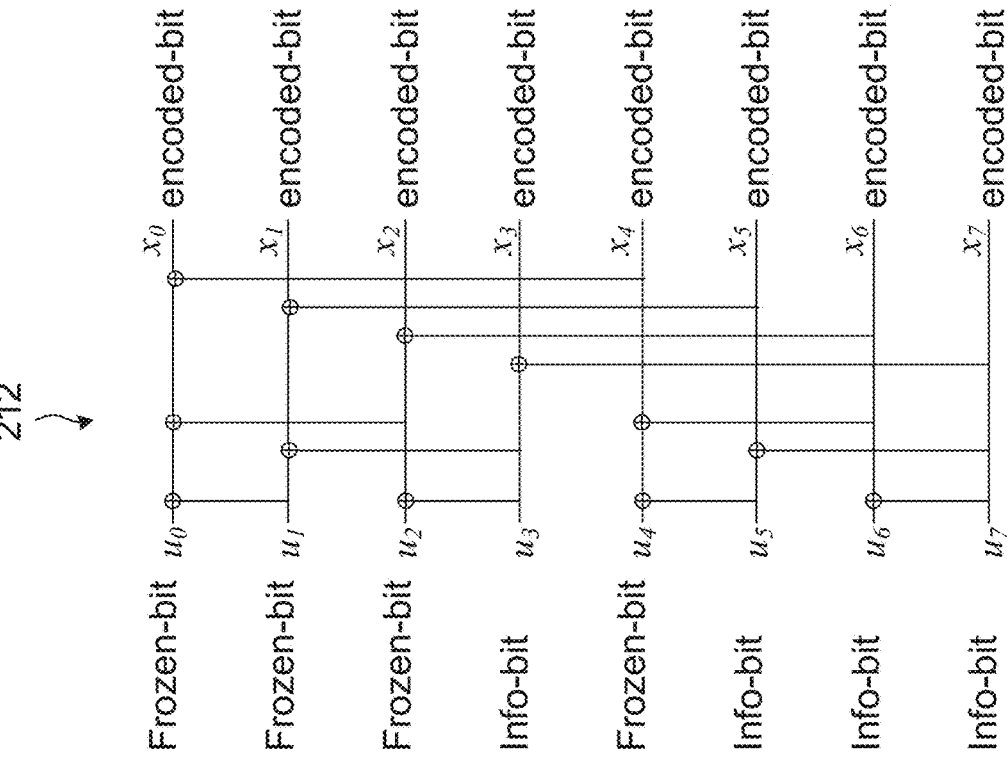 212
Frozen-bit u0 x0 encoded-bit
Frozen-bit u1 x1 encoded-bit
Frozen-bit u2 x2 encoded-bit
Info-bit u3 x3 encoded-bit
Frozen-bit u4 x4 encoded-bit
Info-bit u5 x5 encoded-bit
Info-bit u6 x6 encoded-bit
Info-bit u7 x7 encoded-bit